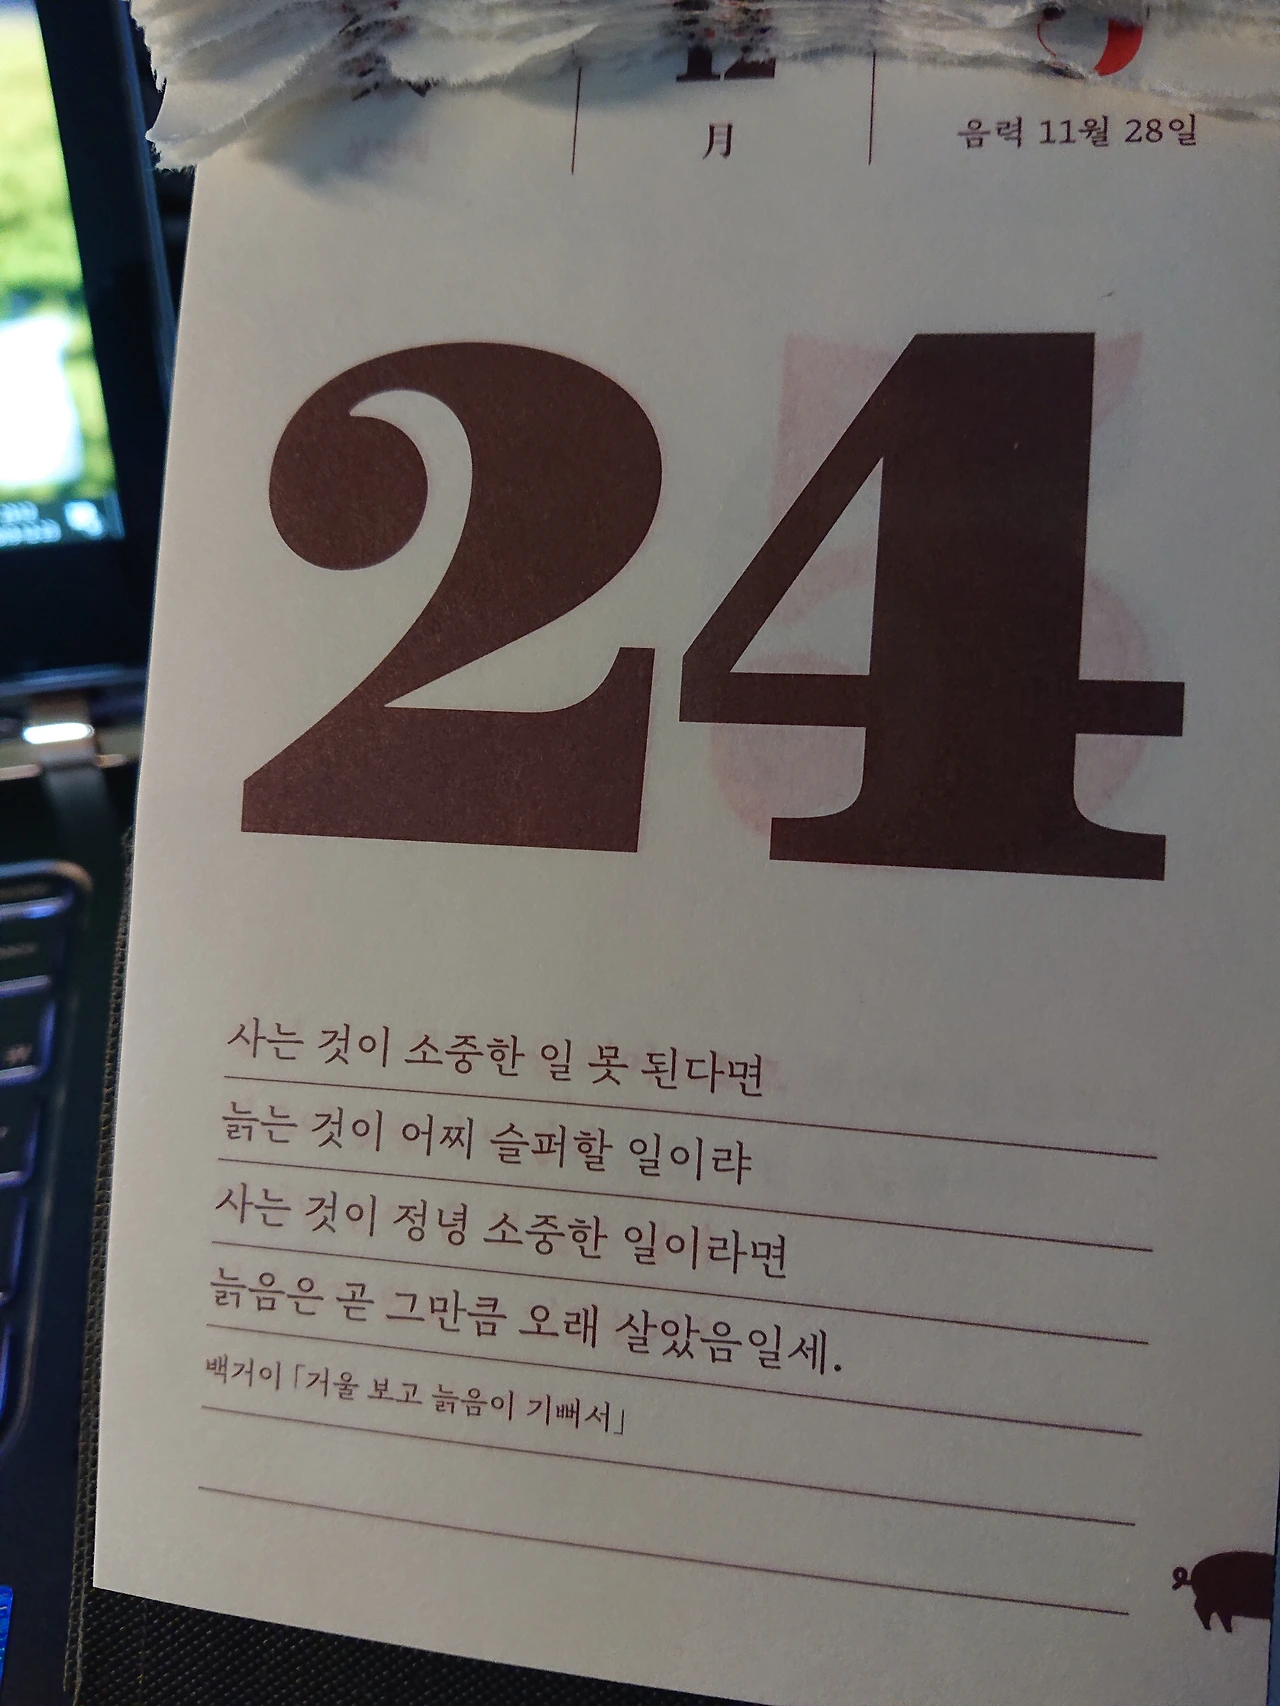 12
月
음력 11월 28일
24
사는 것이 소중한 일 못 된다면
늙는 것이 어찌 슬퍼할 일이랴
사는 것이 정녕 소중한 일이라면
늙음은 곧 그만큼 오래 살았음일세.
백거이 「거울 보고 늙음이 기뻐서」